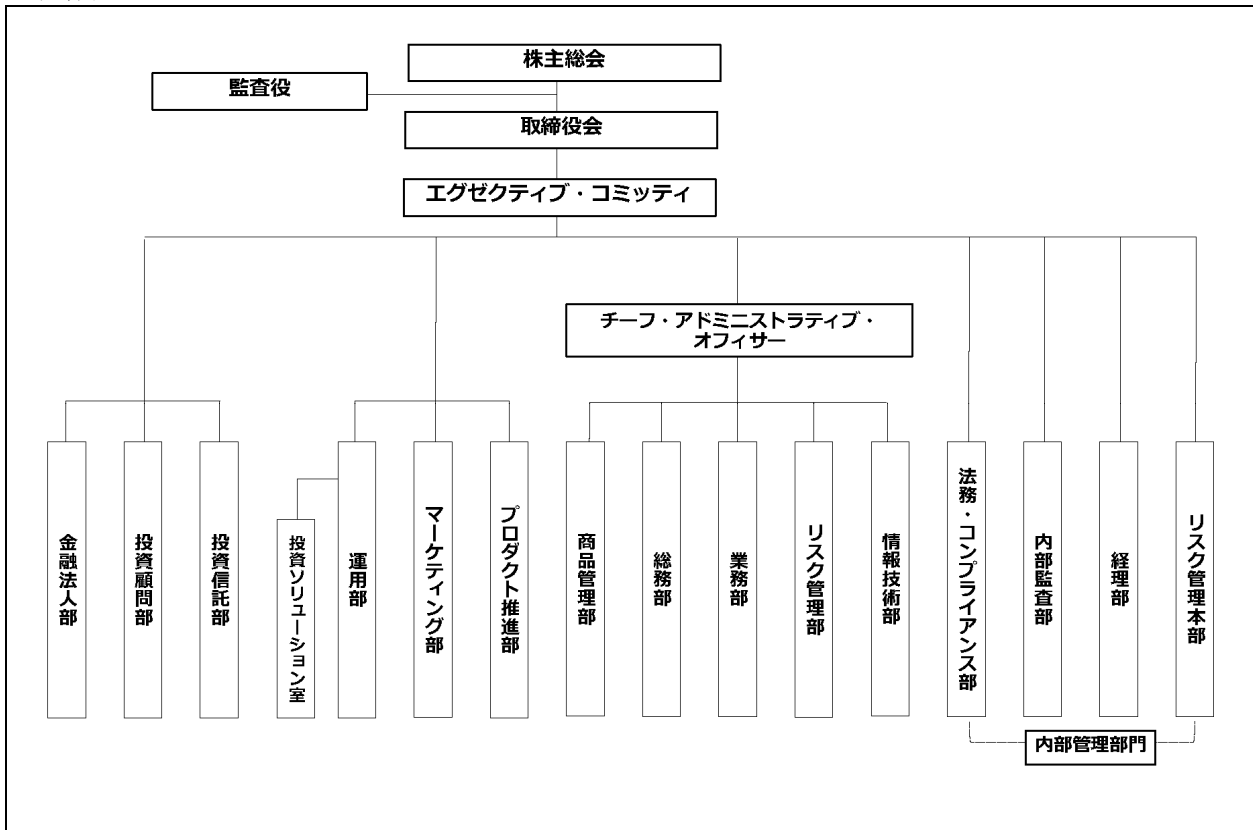 株主総会
監査役
取締役会
エグゼクティブ・コミッティ
チーフ・アドミニストラティブ・
オフィサー
金融法人部
投資顧問部
投資信託部
投資ソリューション室
運用部
マーケティング部
プロダクト推進部
商品管理部
総務部
業務部
リスク管理部
情報技術部
法務・コンプライアンス部
内部監査部
経理部
リスク管理本部
内部管理部門